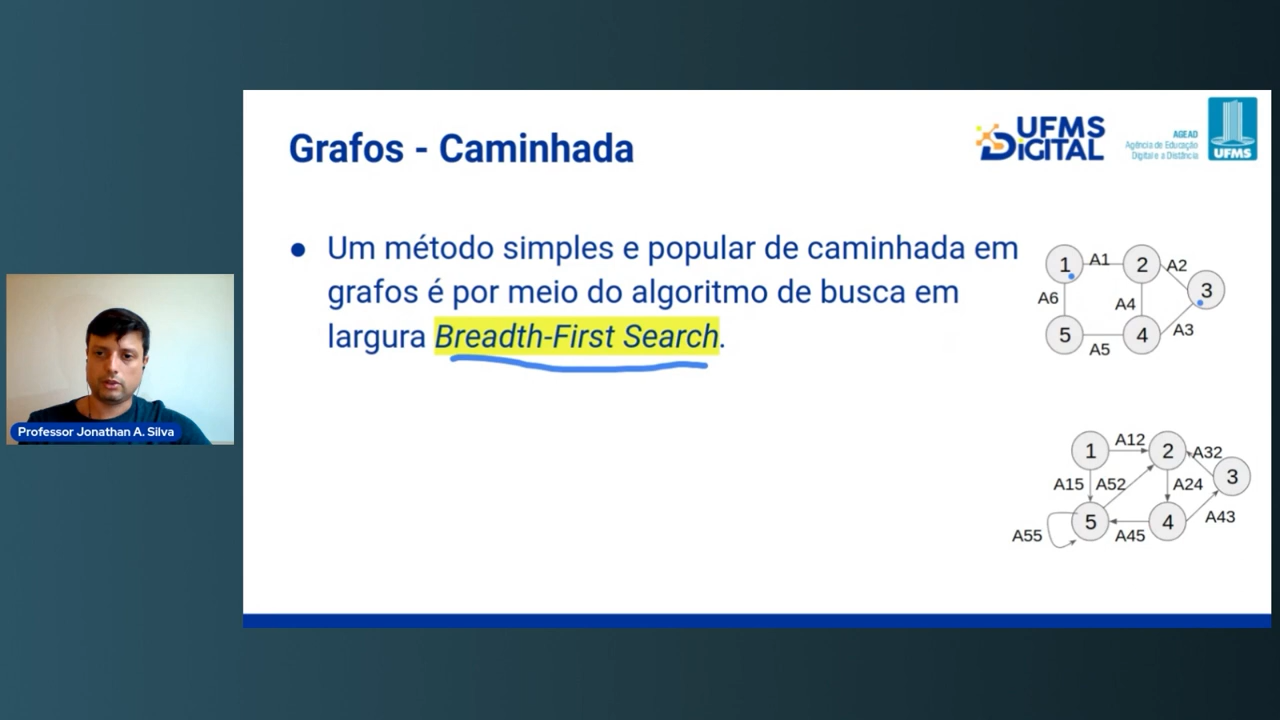 Grafos - Caminhada
UFMS
DIGITAL
AGEAD
Agência de Educação
Digital e a Distância
UFMS
● Um método simples e popular de caminhada em
grafos é por meio do algoritmo de busca em
largura Breadth-First Search.
1 A1 2 A2
A6 A4 3
5 A5 4 A3
1 A12 2 A32
A15 A52 A24 3
5 A45 4 A43
A55
Professor Jonathan A. Silva